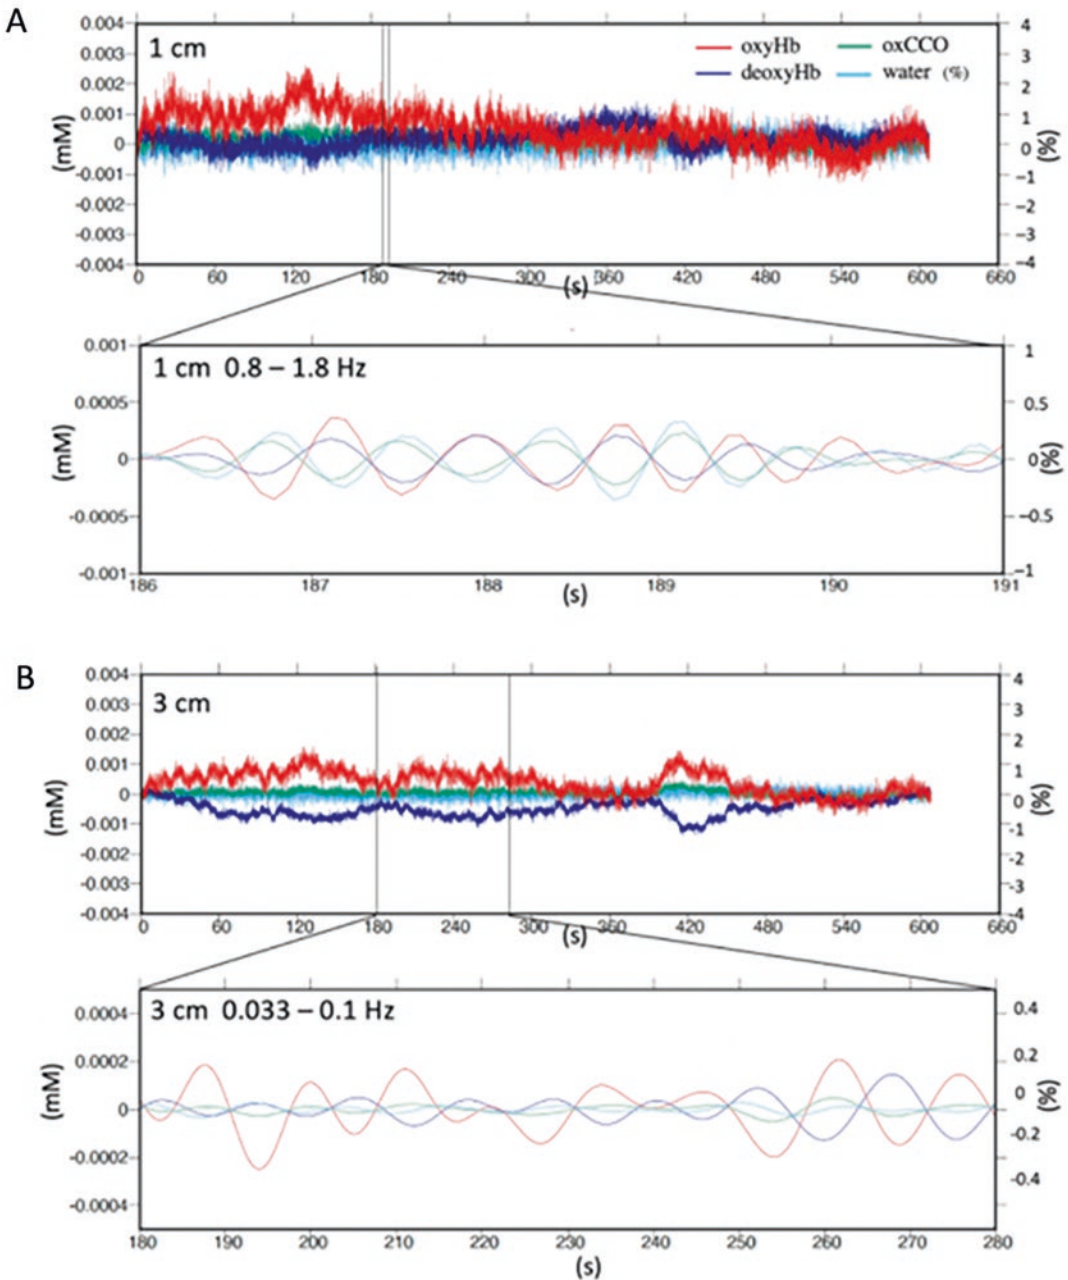 A
1 cm
oxyHb
oxCCO
deoxyHb
water (%)
0.004
0.003
0.002
0.001
0
-0.001
-0.002
-0.003
-0.004
(mM)
4
3
2
1
0
−1
−2
−3
−4
(%)
0 60 120 180 240 300 360 420 480 540 600 660
(s)
1 cm 0.8 – 1.8 Hz
0.001
0.0005
0
-0.0005
-0.001
(mM)
1
0.5
0
−0.5
−1
(%)
186 187 188 189 190 191
(s)
B
3 cm
0.004
0.003
0.002
0.001
0
-0.001
-0.002
-0.003
-0.004
(mM)
4
3
2
1
0
-1
-2
-3
-4
(%)
0 60 120 180 240 300 360 420 480 540 600 660
(s)
3 cm 0.033 – 0.1 Hz
0.0004
0.0002
0
-0.0002
-0.0004
(mM)
0.4
0.2
0
-0.2
-0.4
(%)
180 190 200 210 220 230 240 250 260 270 280
(s)